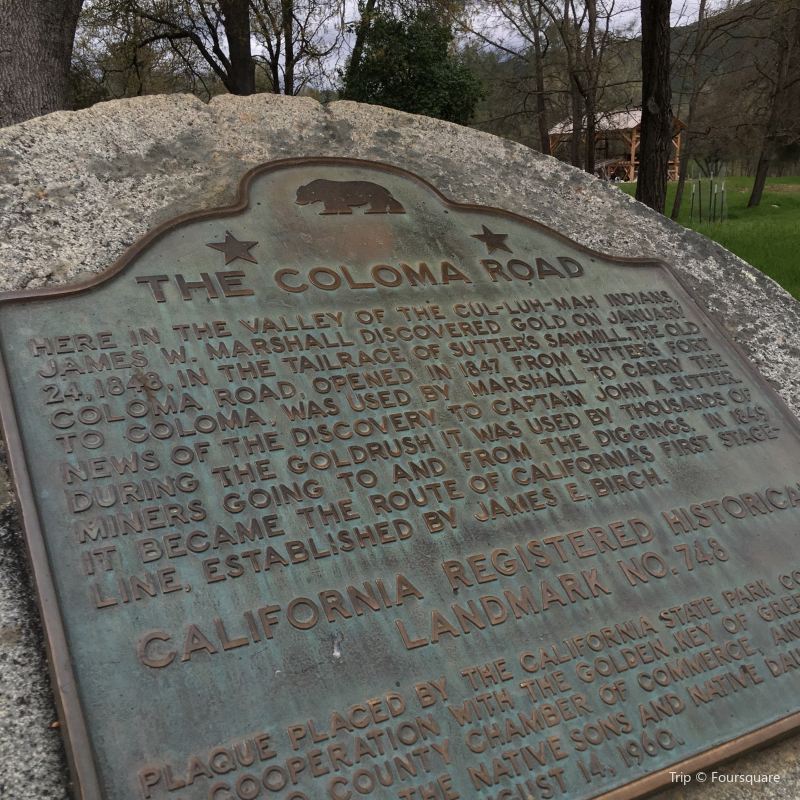 THE COLOMA ROAD
HERE IN THE VALLEY OF THE CUL-LUH-MAH INDIANS,
JAMES W. MARSHALL DISCOVERED GOLD ON JANUARY
24, 1848, IN THE TAILRACE OF SUTTER'S SAWMILL. THE OLD
COLOMA ROAD, OPENED IN 1847 FROM SUTTER'S FORT
TO COLOMA, WAS USED BY MARSHALL TO CARRY THE
NEWS OF THE DISCOVERY TO CAPTAIN JOHN A. SUTTER.
DURING THE GOLDRUSH IT WAS USED BY THOUSANDS OF
MINERS GOING TO AND FROM THE DIGGINGS. IN 1849
IT BECAME THE ROUTE OF CALIFORNIA'S FIRST STAGE-
LINE, ESTABLISHED BY JAMES E. BIRCH.
CALIFORNIA REGISTERED HISTORICA
LANDMARK NO. 748
PLAQUE PLACED BY THE CALIFORNIA STATE PARK CO
COOPERATION WITH THE GOLDEN KEY OF GREE
O COUNTY CHAMBER OF COMMERCE, AND
THE NATIVE SONS AND NATIVE DAU
GUST 14, 1960.
Trip © Foursquare